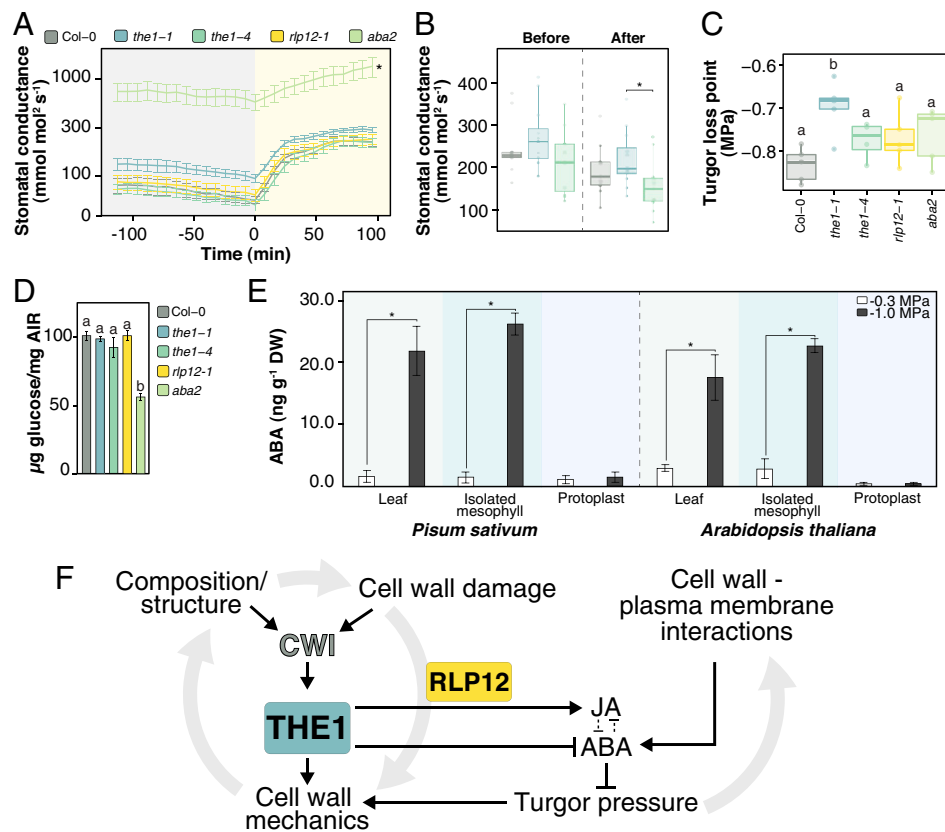 A
Col-0 the1-1 the1-4 rlp12-1 aba2
Stomatal conductance
(mmol mol² s⁻¹)
1000
300
100
0
*
-100 -50 0 50 100
Time (min)
B
Before After
Stomatal conductance
(mmol mol² s⁻¹)
400
300
200
100
*
C
Turgor loss point
(MPa)
−0.6
−0.7
−0.8
a b a a a
Col-0 the1-1 the1-4 rlp12-1 aba2
D
µg glucose/mg AIR
100
50
0
a a a a b
Col-0
the1-1
the1-4
rlp12-1
aba2
E
ABA (ng g⁻¹ DW)
30.0
20.0
10.0
0.0
* * * *
-0.3 MPa
-1.0 MPa
Leaf Isolated mesophyll Protoplast Leaf Isolated mesophyll Protoplast
Pisum sativum Arabidopsis thaliana
F
Composition/
structure
Cell wall damage
Cell wall -
plasma membrane
interactions
CWI
RLP12
THE1
JA
ABA
Cell wall
mechanics
Turgor pressure